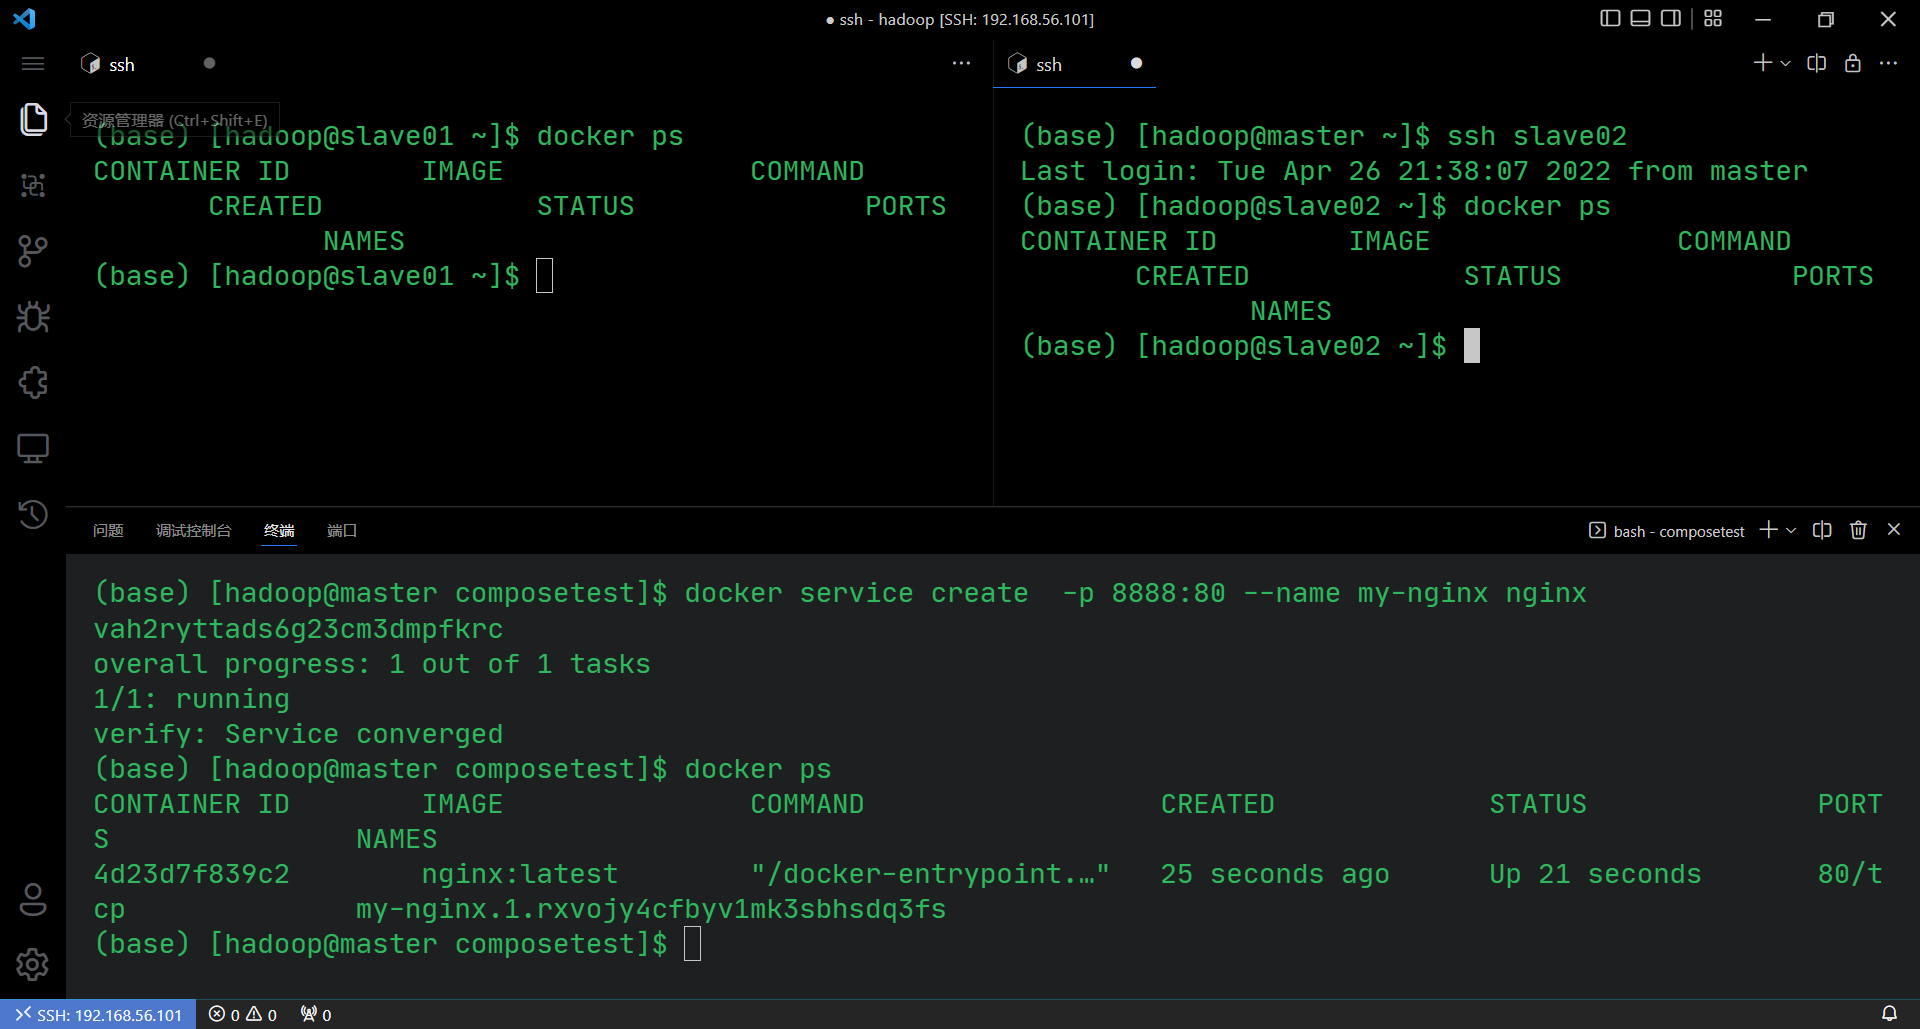 ● ssh - hadoop [SSH: 192.168.56.101]
ssh
资源管理器 (Ctrl+Shift+E)
(base) [hadoop@slave01 ~]$ docker ps
CONTAINER ID        IMAGE               COMMAND
       CREATED             STATUS              PORTS
              NAMES
(base) [hadoop@slave01 ~]$
ssh
(base) [hadoop@master ~]$ ssh slave02
Last login: Tue Apr 26 21:38:07 2022 from master
(base) [hadoop@slave02 ~]$ docker ps
CONTAINER ID        IMAGE               COMMAND
       CREATED             STATUS              PORTS
              NAMES
(base) [hadoop@slave02 ~]$
问题 调试控制台 终端 端口
bash - composetest
(base) [hadoop@master composetest]$ docker service create  -p 8888:80 --name my-nginx nginx
vah2ryttads6g23cm3dmpfkrc
overall progress: 1 out of 1 tasks
1/1: running
verify: Service converged
(base) [hadoop@master composetest]$ docker ps
CONTAINER ID        IMAGE               COMMAND                  CREATED             STATUS              PORT
S               NAMES
4d23d7f839c2        nginx:latest        "/docker-entrypoint.…"   25 seconds ago      Up 21 seconds       80/t
cp              my-nginx.1.rxvojy4cfbyv1mk3sbhsdq3fs
(base) [hadoop@master composetest]$
SSH: 192.168.56.101 0 0 0